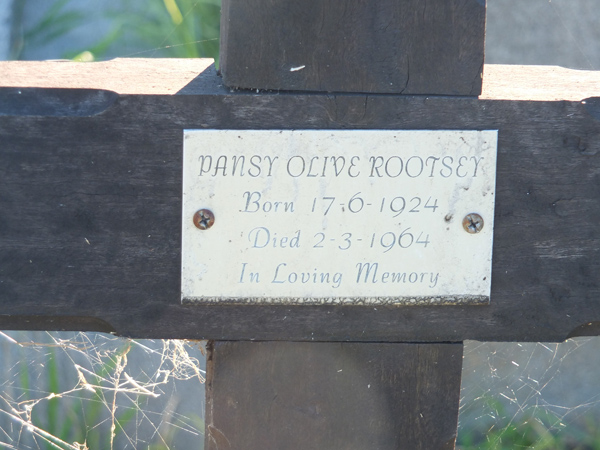 PANSY OLIVE ROOTSEY
Born 17-6-1924
Died 2-3-1964
In Loving Memory